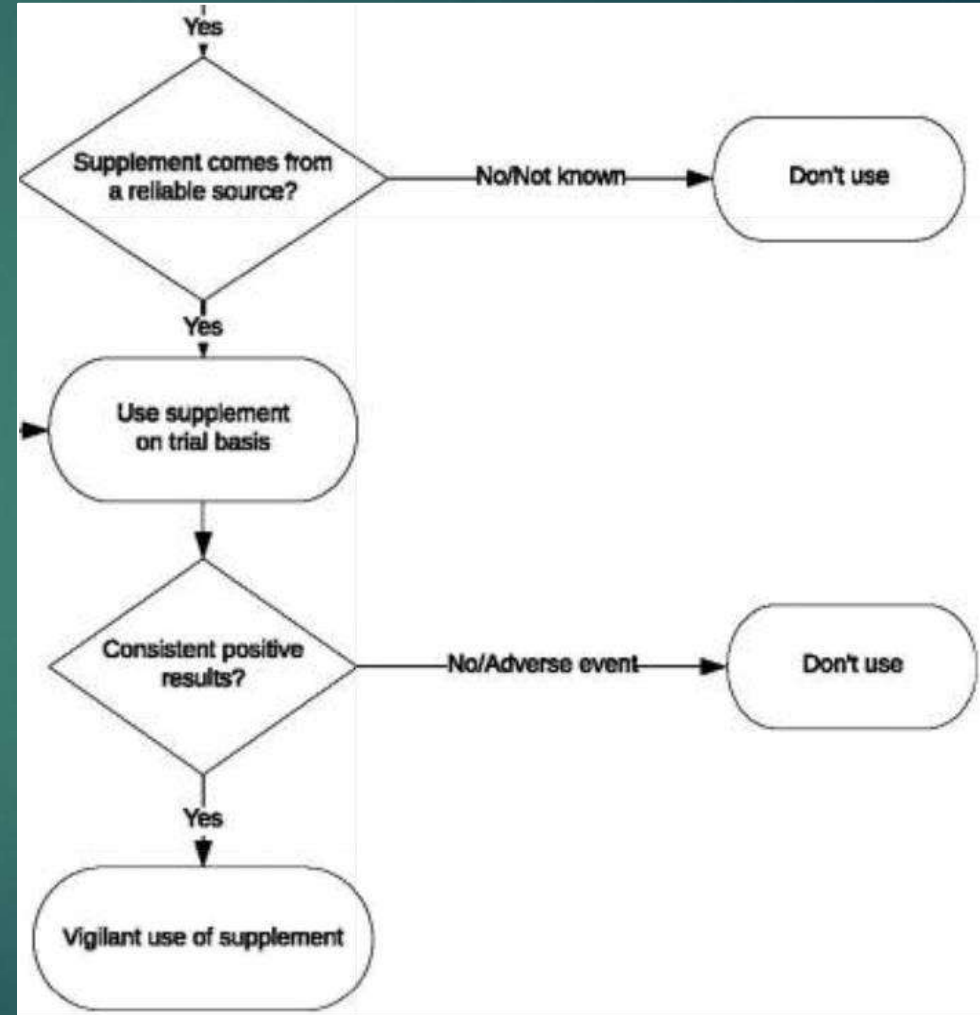 Yes
Supplement comes from
a reliable source?
No/Not known
Don't use
Yes
Use supplement
on trial basis
Consistent positive
results?
No/Adverse event
Don't use
Yes
Vigilant use of supplement